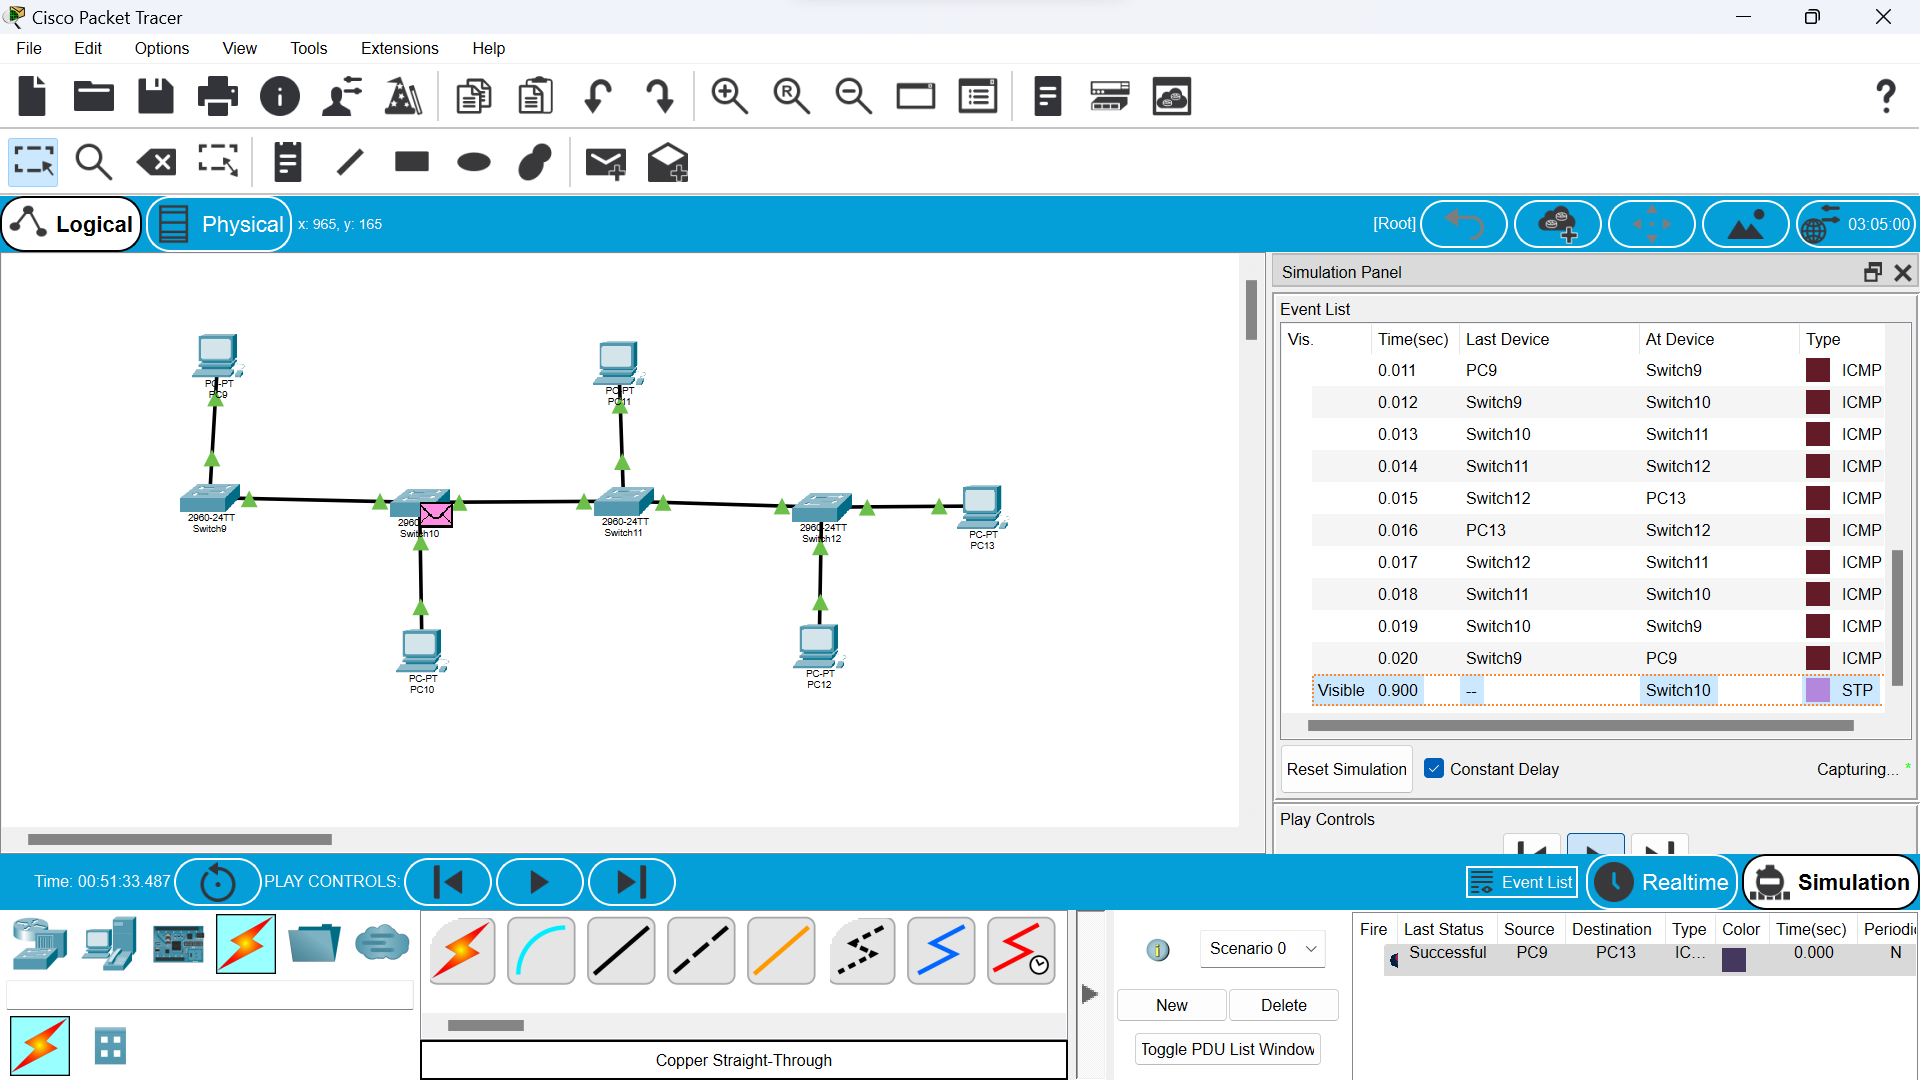 Cisco Packet Tracer
File Edit Options View Tools Extensions Help
Logical Physical x: 965, y: 165 [Root] 03:05:00
PC-PT
PC9
PC-PT
PC11
2960-24TT
Switch9
2960
Switch10
2960-24TT
Switch11
2960-24TT
Switch12
PC-PT
PC13
PC-PT
PC10
PC-PT
PC12
Simulation Panel
Event List
Vis. Time(sec) Last Device At Device Type
0.011 PC9 Switch9 ICMP
0.012 Switch9 Switch10 ICMP
0.013 Switch10 Switch11 ICMP
0.014 Switch11 Switch12 ICMP
0.015 Switch12 PC13 ICMP
0.016 PC13 Switch12 ICMP
0.017 Switch12 Switch11 ICMP
0.018 Switch11 Switch10 ICMP
0.019 Switch10 Switch9 ICMP
0.020 Switch9 PC9 ICMP
Visible 0.900 -- Switch10 STP
Reset Simulation Constant Delay Capturing... *
Play Controls
Time: 00:51:33.487 PLAY CONTROLS: Event List Realtime Simulation
Scenario 0
New Delete
Toggle PDU List Window
Fire Last Status Source Destination Type Color Time(sec) Periodi
Successful PC9 PC13 IC... 0.000 N
Copper Straight-Through